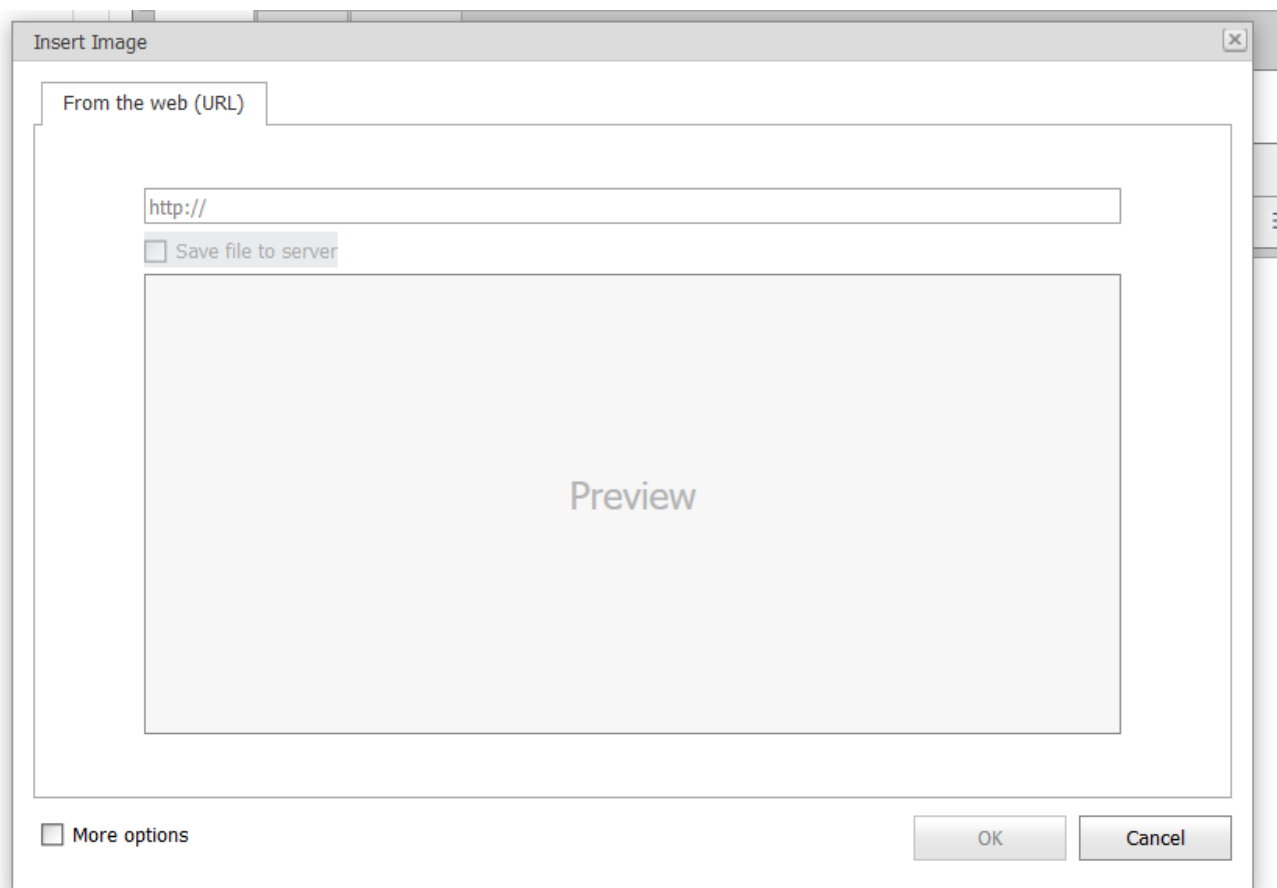 Insert Image
From the web (URL)
http://
Save file to server
Preview
More options
OK
Cancel